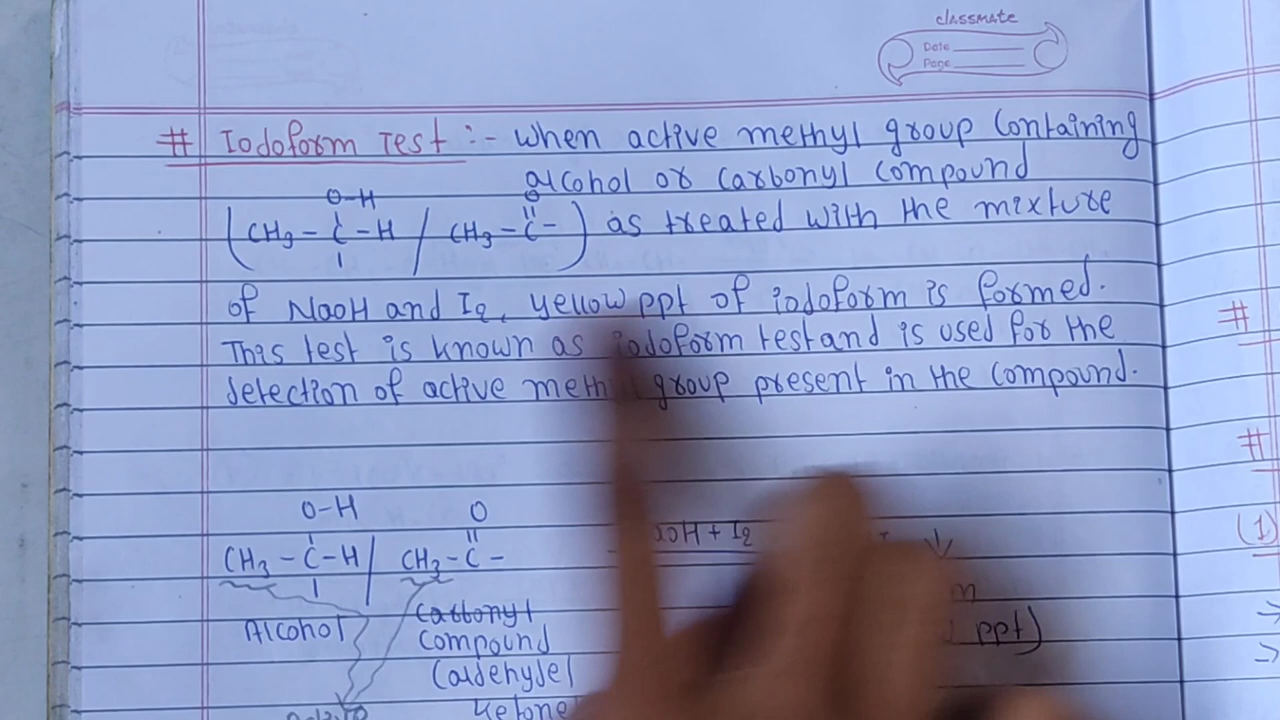 classmate
Date
Page
# Iodoform Test :- When active methyl group containing
alcohol or carbonyl compound
O-H O
(CH3 - C - H / CH3 - C -) as treated with the mixture
of NaOH and I2, yellow ppt of iodoform is formed.
This test is known as iodoform test and is used for the
detection of active methyl group present in the compound.
#
#
O-H O
CH3 - C - H / CH3 - C - aOH + I2 ↓
(1)
Alcohol carbonyl m
compound ppt)
(aldehyde/
ketone